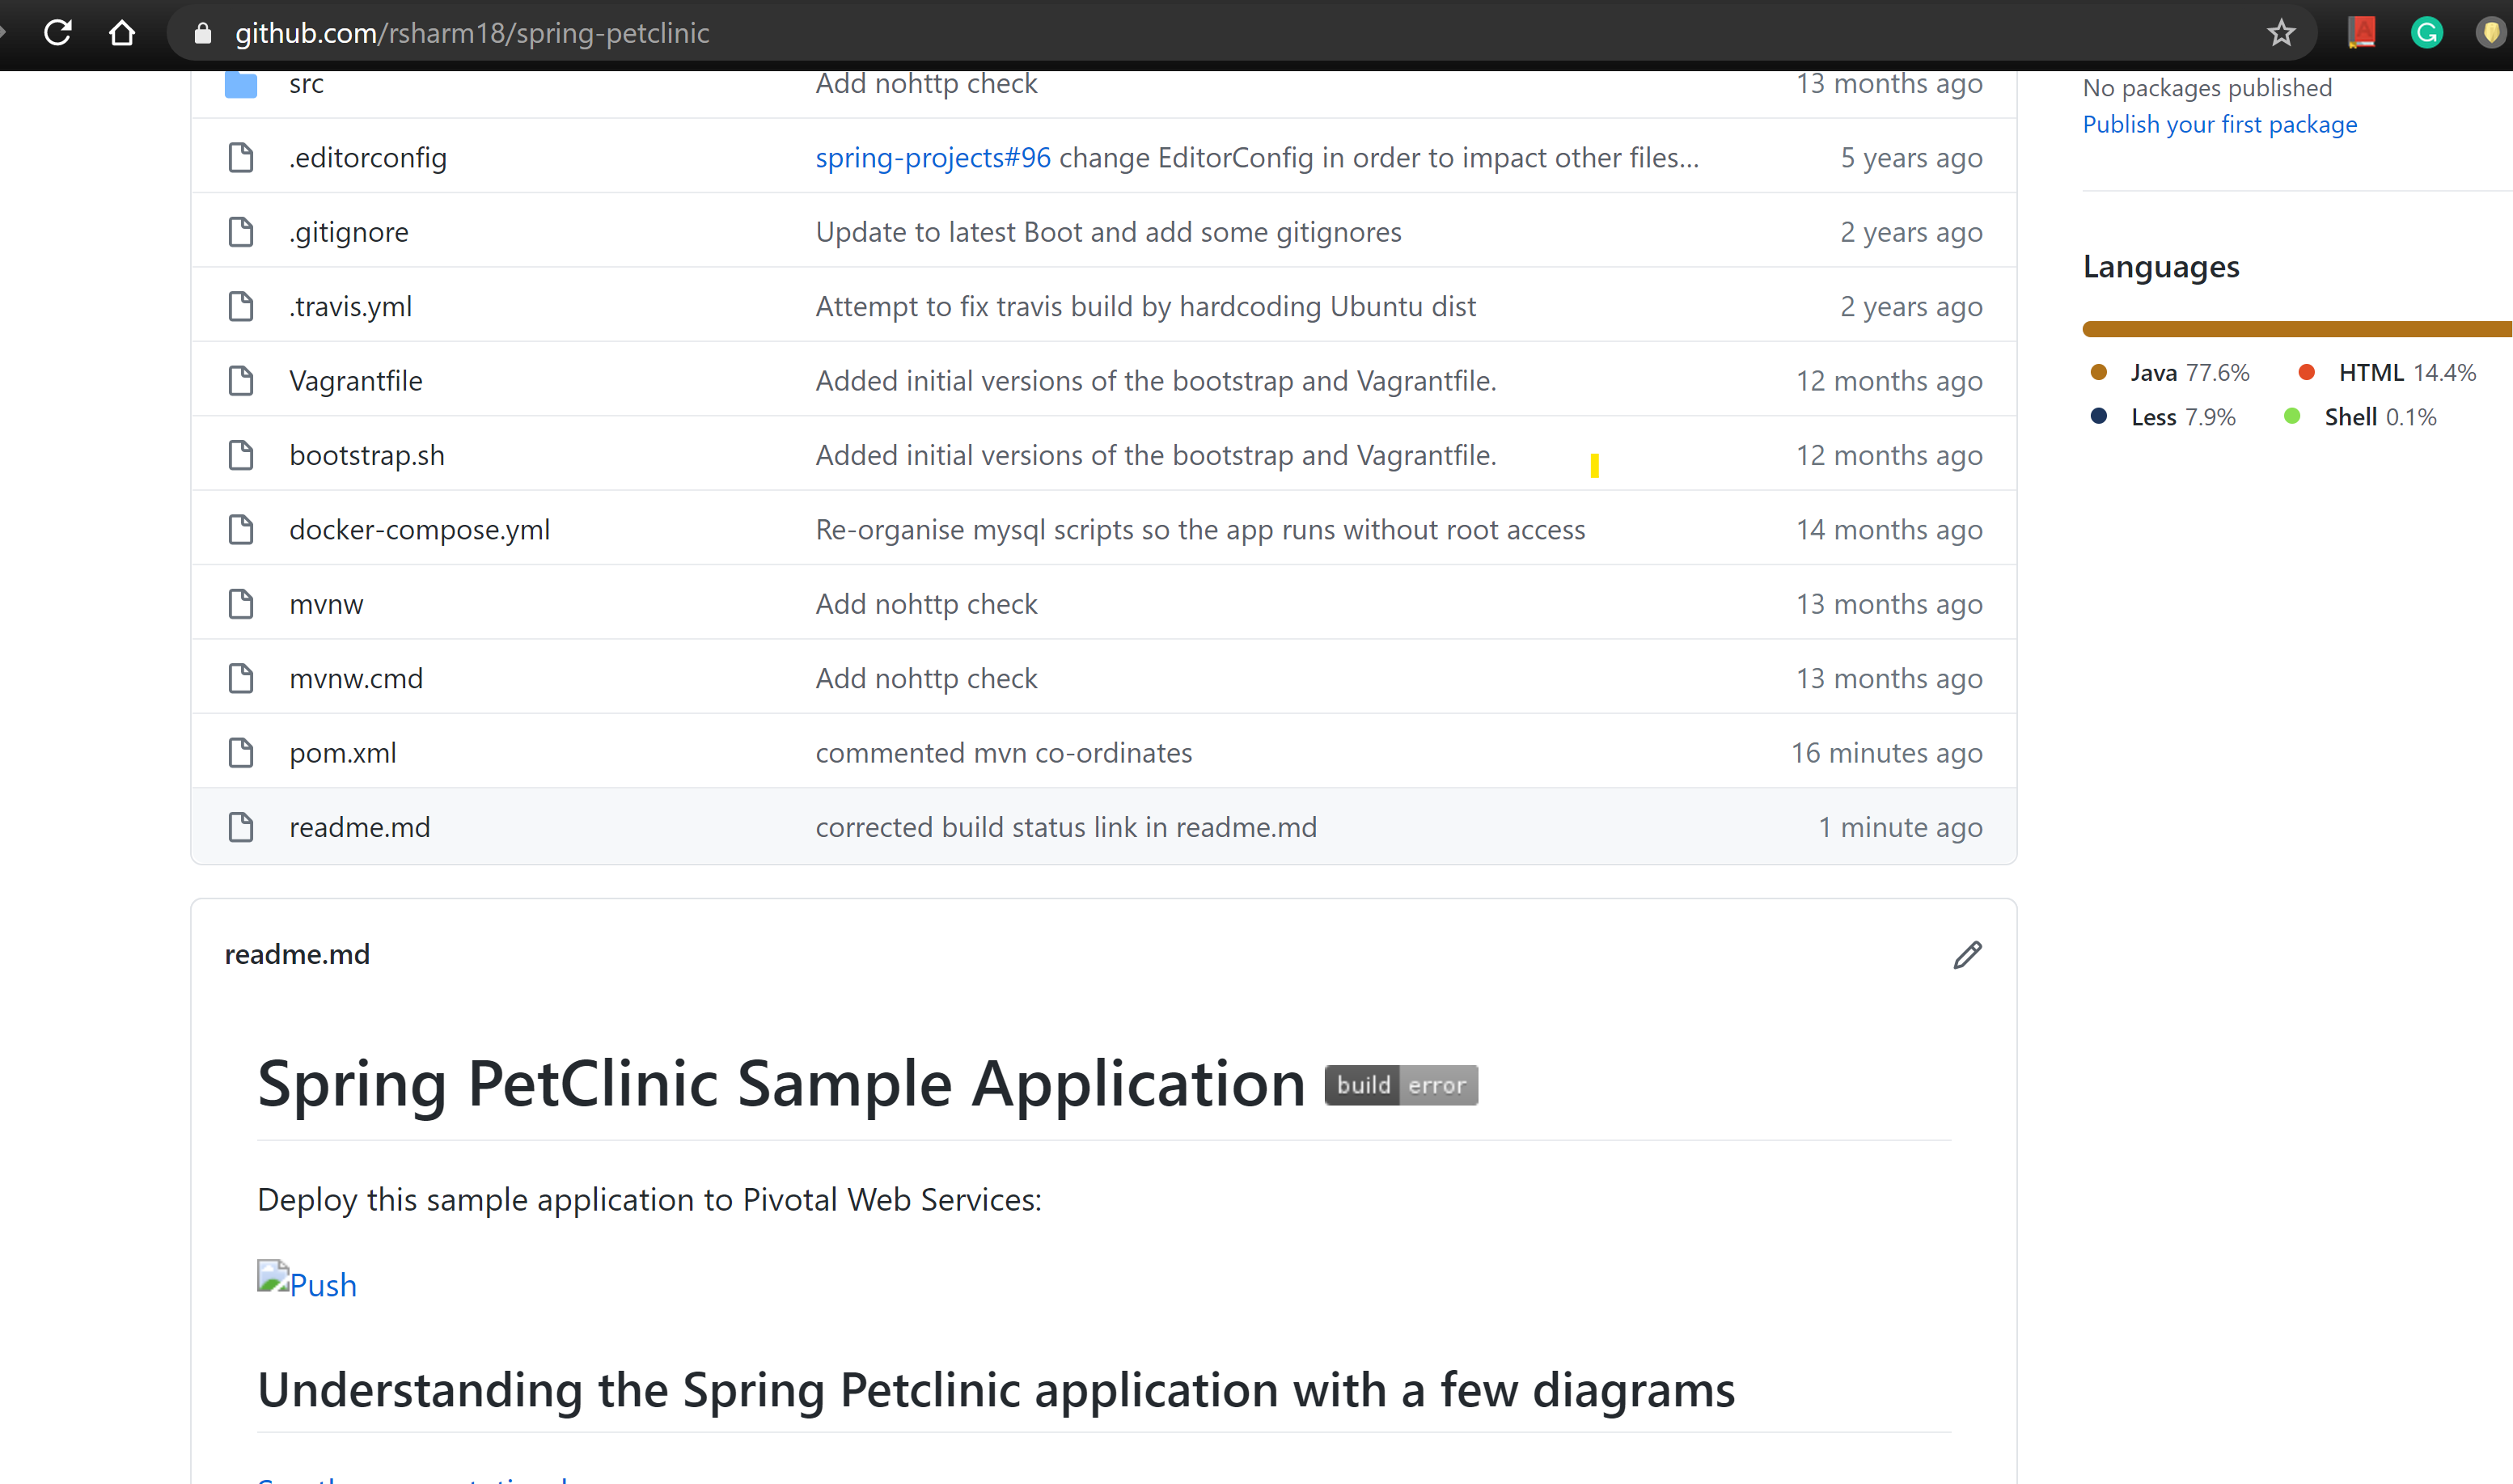 github.com/rsharm18/spring-petclinic
src Add nohttp check 13 months ago
.editorconfig spring-projects#96 change EditorConfig in order to impact other files... 5 years ago
.gitignore Update to latest Boot and add some gitignores 2 years ago
.travis.yml Attempt to fix travis build by hardcoding Ubuntu dist 2 years ago
Vagrantfile Added initial versions of the bootstrap and Vagrantfile. 12 months ago
bootstrap.sh Added initial versions of the bootstrap and Vagrantfile. 12 months ago
docker-compose.yml Re-organise mysql scripts so the app runs without root access 14 months ago
mvnw Add nohttp check 13 months ago
mvnw.cmd Add nohttp check 13 months ago
pom.xml commented mvn co-ordinates 16 minutes ago
readme.md corrected build status link in readme.md 1 minute ago
No packages published
Publish your first package
Languages
Java 77.6% HTML 14.4%
Less 7.9% Shell 0.1%
readme.md
Spring PetClinic Sample Application build error
Deploy this sample application to Pivotal Web Services:
Push
Understanding the Spring Petclinic application with a few diagrams